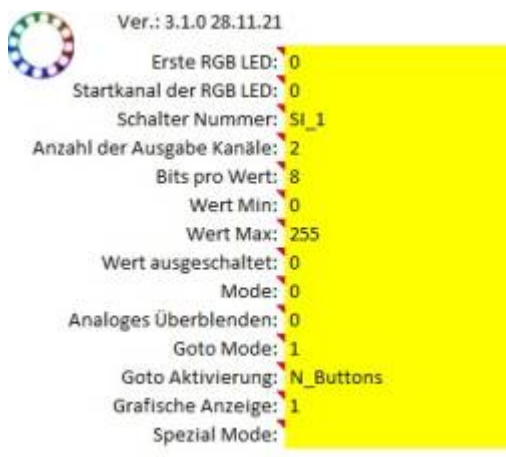 Ver.: 3.1.0 28.11.21
Erste RGB LED: 0
Startkanal der RGB LED: 0
Schalter Nummer: SI_1
Anzahl der Ausgabe Kanäle: 2
Bits pro Wert: 8
Wert Min: 0
Wert Max: 255
Wert ausgeschaltet: 0
Mode: 0
Analoges Überblenden: 0
Goto Mode: 1
Goto Aktivierung: N_Buttons
Grafische Anzeige: 1
Spezial Mode: